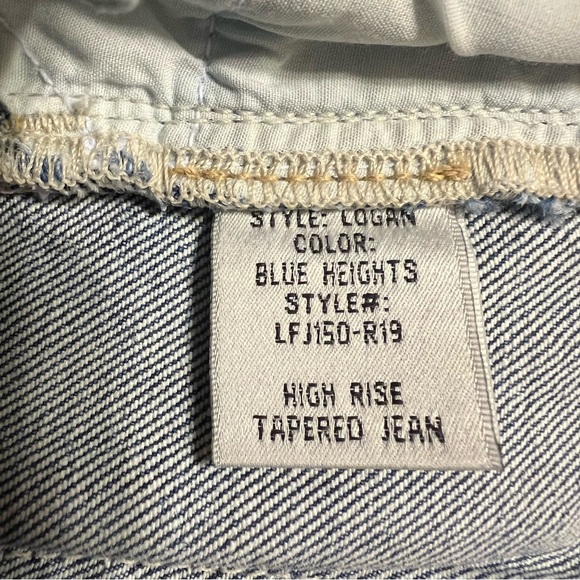 STYLE: LOGAN
COLOR:
BLUE HEIGHTS
STYLE#:
LFJ150-R19
HIGH RISE
TAPERED JEAN